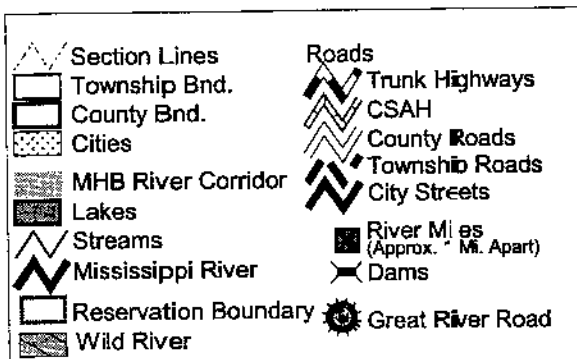 Section Lines
Township Bnd.
County Bnd.
Cities
MHB River Corridor
Lakes
Streams
Mississippi River
Reservation Boundary
Wild River
Roads
Trunk Highways
CSAH
County Roads
Township Roads
City Streets
River Miles
(Approx. 1 Mi. Apart)
Dams
Great River Road